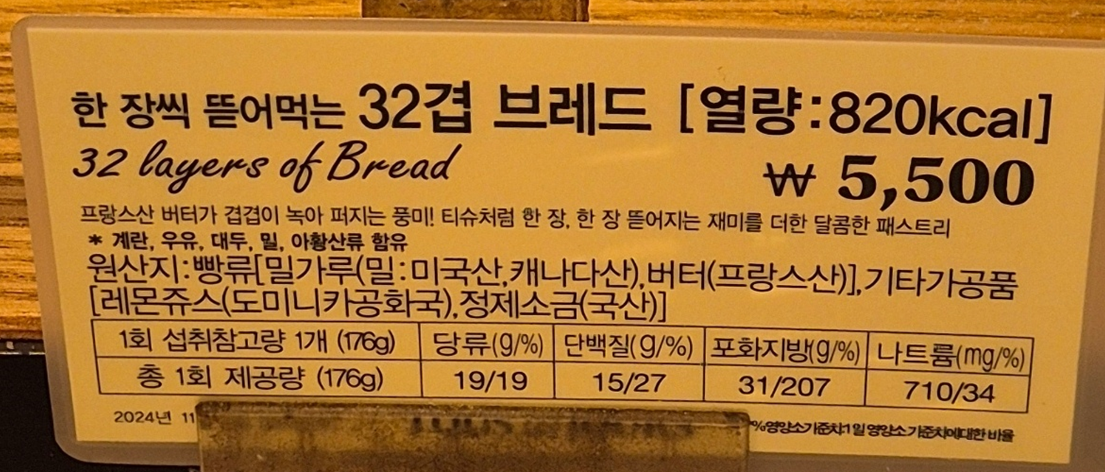 한 장씩 뜯어먹는 32겹 브레드 [열량:820kcal]
32 layers of Bread ₩ 5,500
프랑스산 버터가 겹겹이 녹아 퍼지는 풍미! 티슈처럼 한 장, 한 장 뜯어지는 재미를 더한 달콤한 패스트리
* 계란, 우유, 대두, 밀, 아황산류 함유
원산지:빵류[밀가루(밀:미국산,캐나다산),버터(프랑스산)],기타가공품
[레몬쥬스(도미니카공화국),정제소금(국산)]
1회 섭취참고량 1개 (176g) 당류(g/%) 단백질(g/%) 포화지방(g/%) 나트륨(mg/%)
총 1회 제공량 (176g) 19/19 15/27 31/207 710/34
2024년 11 %영양소기준치:1일 영양소기준치에대한 비율